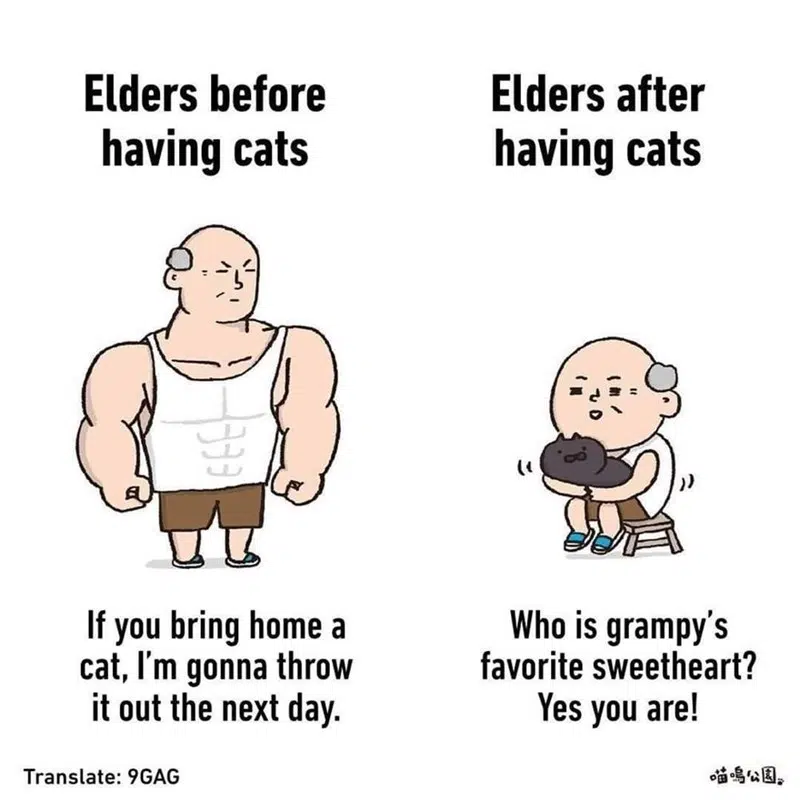 Elders before
having cats
Elders after
having cats
If you bring home a
cat, I'm gonna throw
it out the next day.
Who is grampy's
favorite sweetheart?
Yes you are!
Translate: 9GAG
喵嗚公園